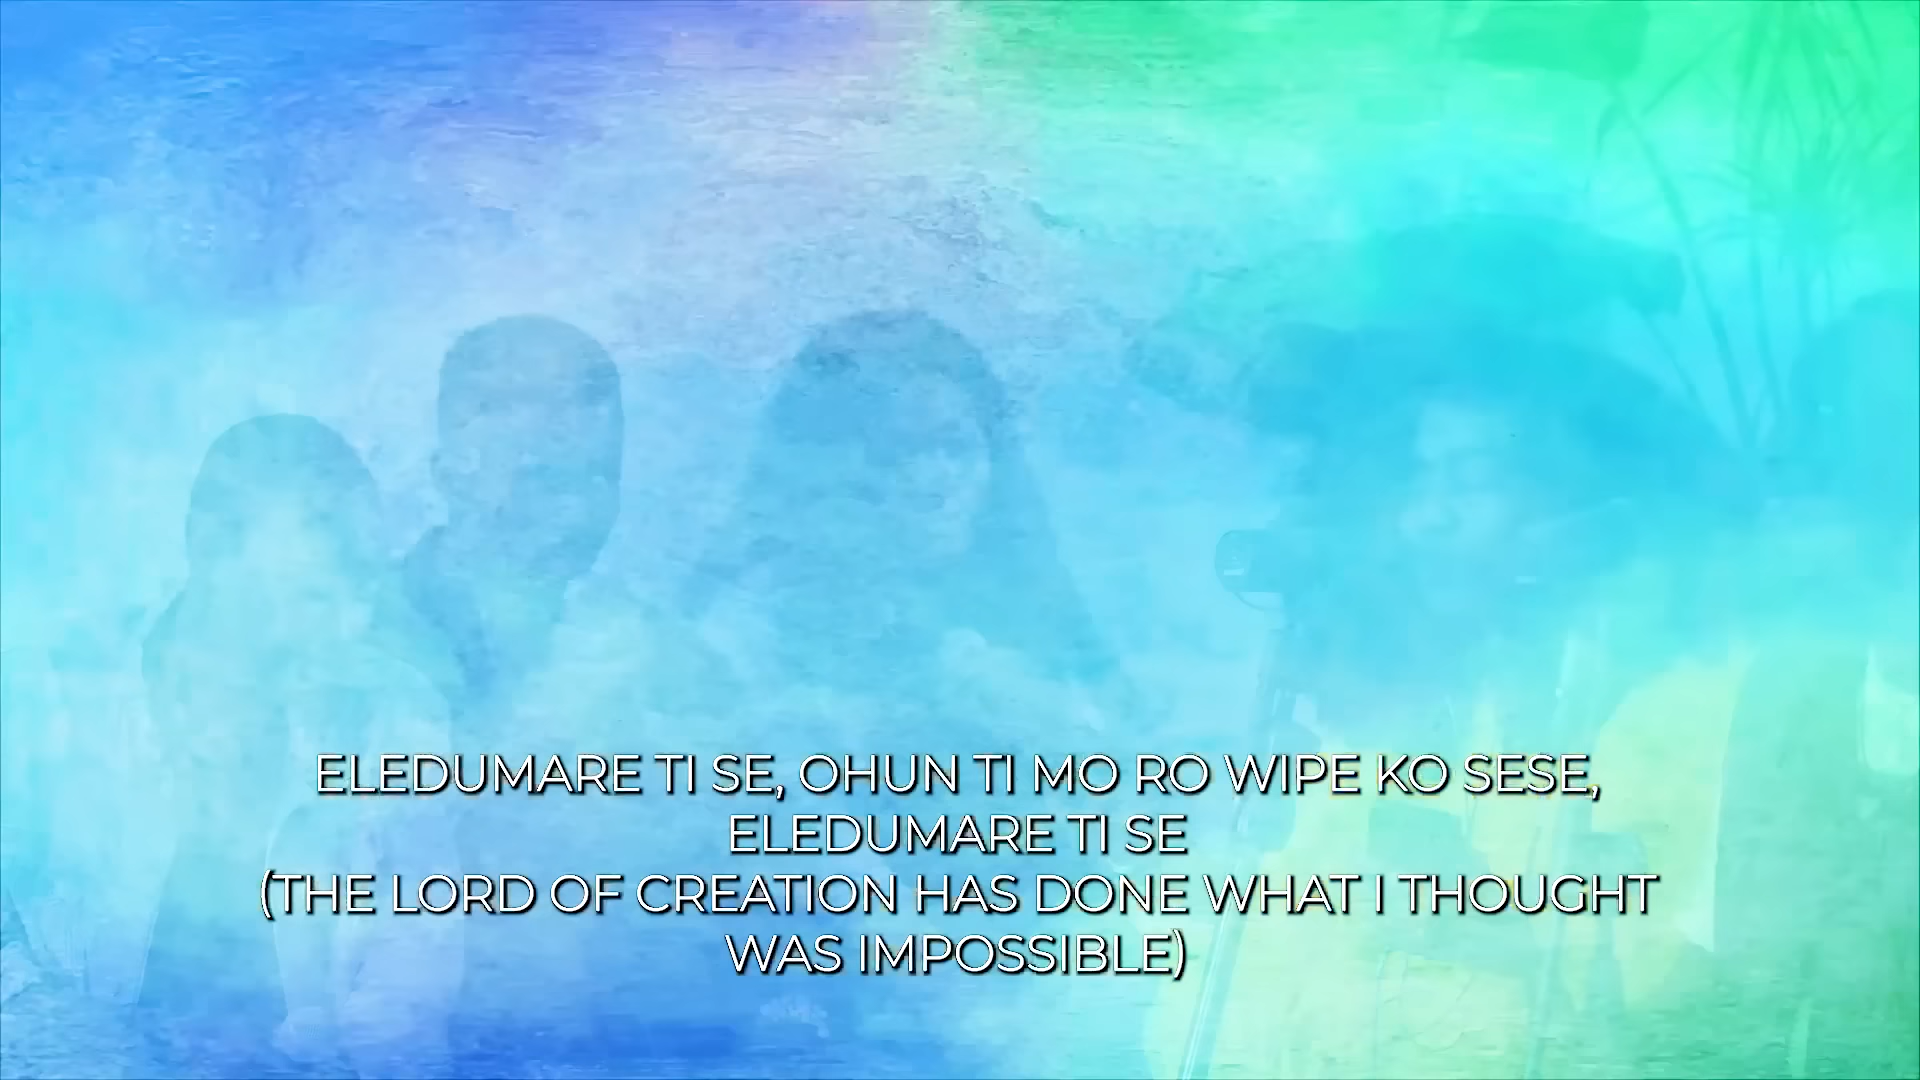 ELEDUMARE TI SE, OHUN TI MO RO WIPE KO SESE,
ELEDUMARE TI SE
(THE LORD OF CREATION HAS DONE WHAT I THOUGHT
WAS IMPOSSIBLE)